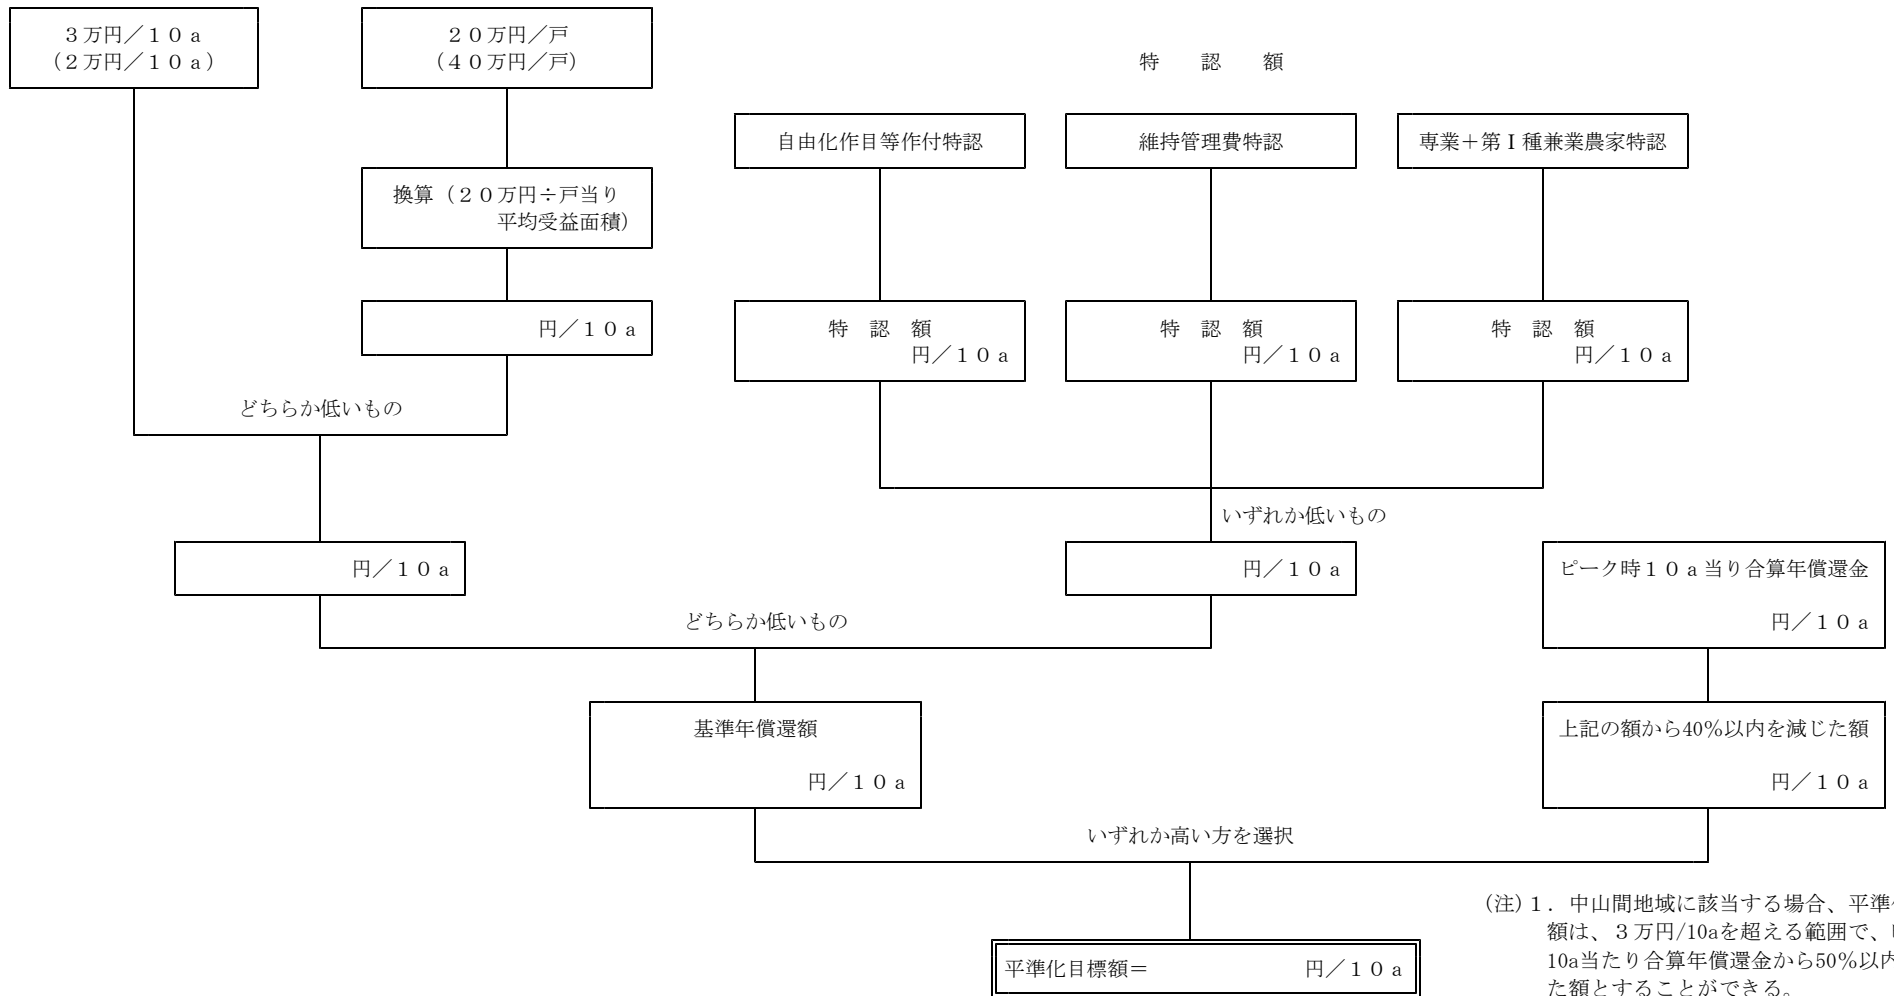 ３万円／１０ａ
（２万円／１０ａ）
２０万円／戸
（４０万円／戸）
特　認　額
自由化作目等作付特認
維持管理費特認
専業＋第Ⅰ種兼業農家特認
換算（２０万円÷戸当り
平均受益面積）
円／１０ａ
特　認　額
円／１０ａ
特　認　額
円／１０ａ
特　認　額
円／１０ａ
どちらか低いもの
いずれか低いもの
円／１０ａ
円／１０ａ
ピーク時１０ａ当り合算年償還金
円／１０ａ
どちらか低いもの
基準年償還額
円／１０ａ
上記の額から40％以内を減じた額
円／１０ａ
いずれか高い方を選択
(注)１．中山間地域に該当する場合、平準
額は、３万円/10aを超える範囲で、
10a当たり合算年償還金から50％以内
た額とすることができる。
平準化目標額＝　　　円／１０ａ